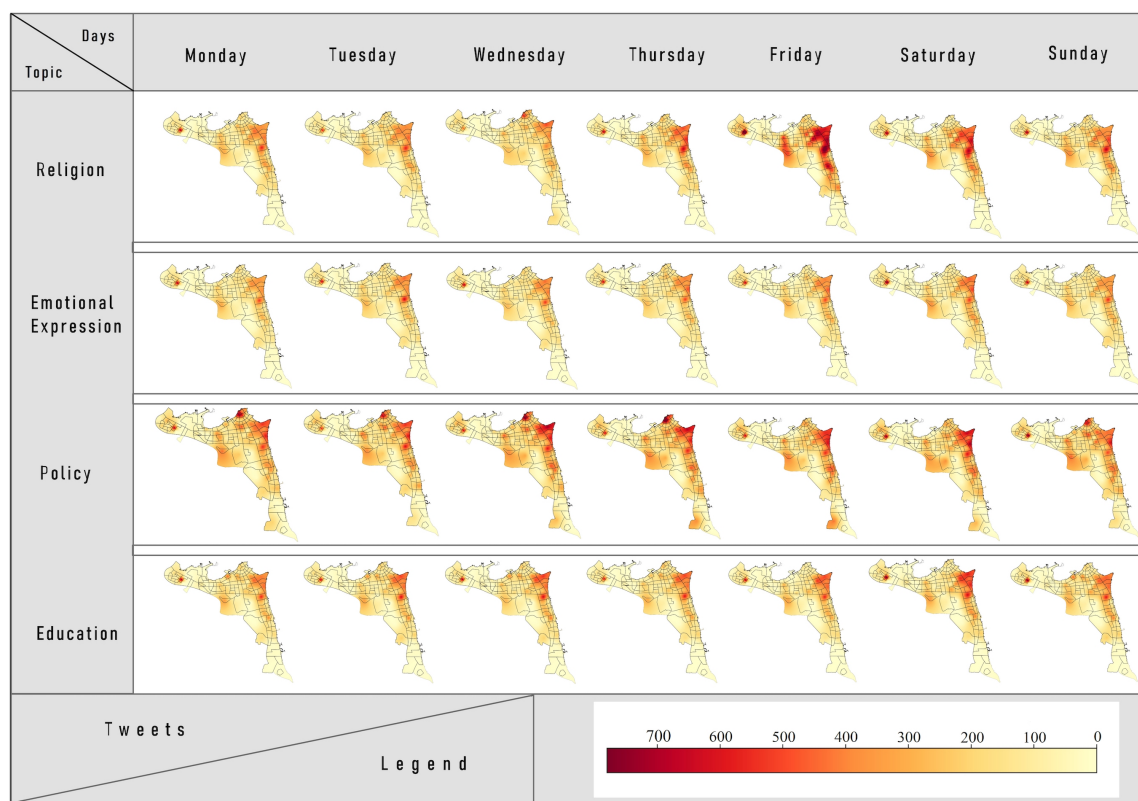 Days
Topic
Monday Tuesday Wednesday Thursday Friday Saturday Sunday
Religion
Emotional
Expression
Policy
Education
Tweets
Legend
700 600 500 400 300 200 100 0